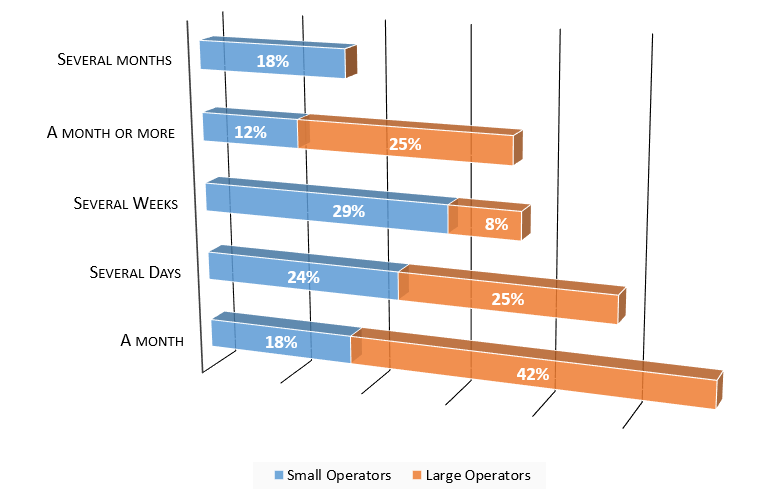 SEVERAL MONTHS
18%
A MONTH OR MORE
12% 25%
SEVERAL WEEKS
29% 8%
SEVERAL DAYS
24% 25%
A MONTH
18% 42%
Small Operators Large Operators